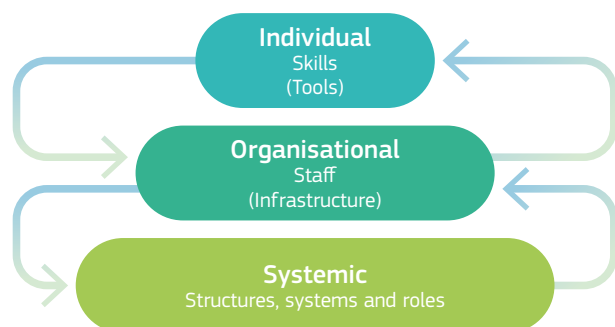 Individual
Skills
(Tools)
Organisational
Staff
(Infrastructure)
Systemic
Structures, systems and roles